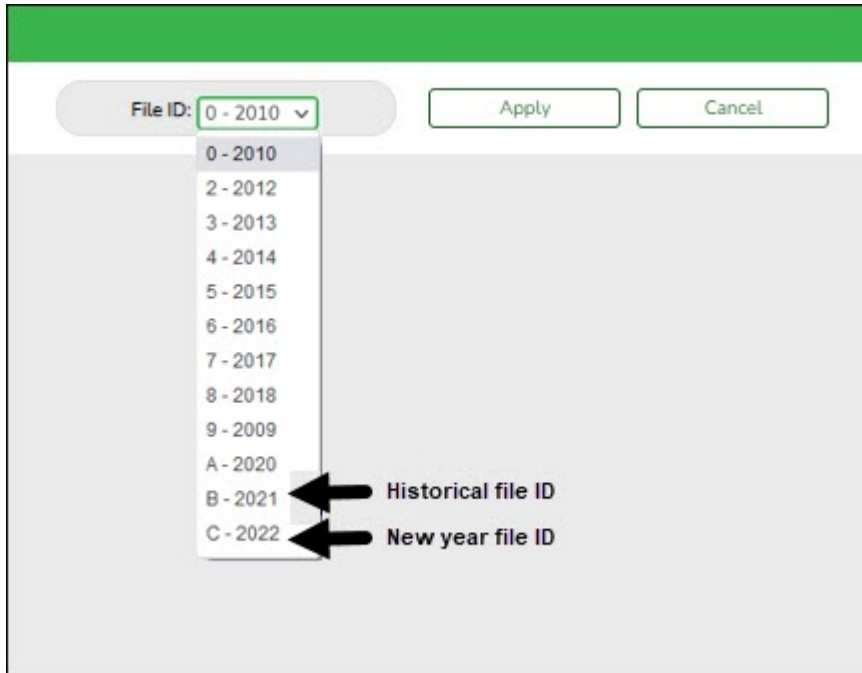 File ID: 0 - 2010 Apply Cancel
0 - 2010
2 - 2012
3 - 2013
4 - 2014
5 - 2015
6 - 2016
7 - 2017
8 - 2018
9 - 2009
A - 2020
B - 2021 Historical file ID
C - 2022 New year file ID